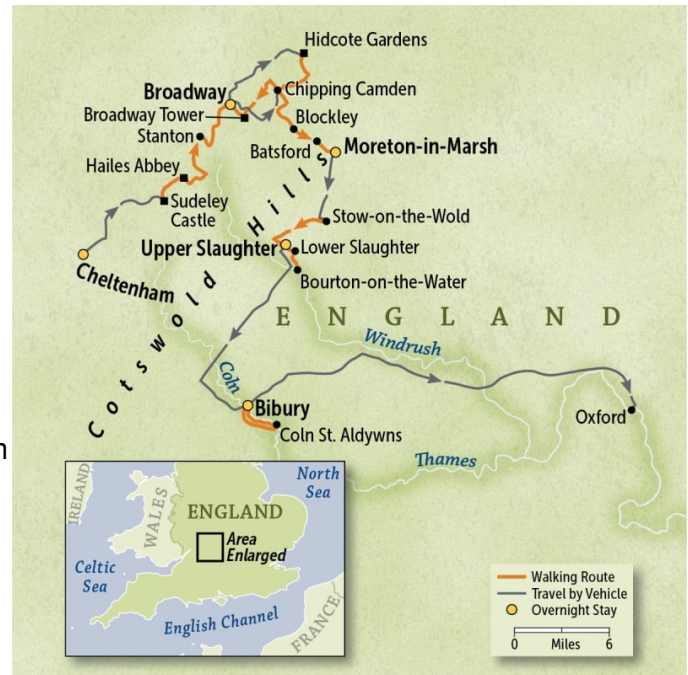 Hidcote Gardens
Broadway
Chipping Camden
Broadway Tower
Blockley
Stanton
Batsford
Moreton-in-Marsh
Hailes Abbey
Sudeley
Castle
Stow-on-the-Wold
Upper Slaughter
Lower Slaughter
Cheltenham
Bourton-on-the-Water
Cotswold Hills
ENGLAND
Windrush
Coln
Bibury
Oxford
Coln St. Aldywns
Thames
n
North
Sea
IRELAND
WALES
ENGLAND
Area
Enlarged
Celtic
Sea
English Channel
FRANCE
Walking Route
Travel by Vehicle
Overnight Stay
0 Miles 6